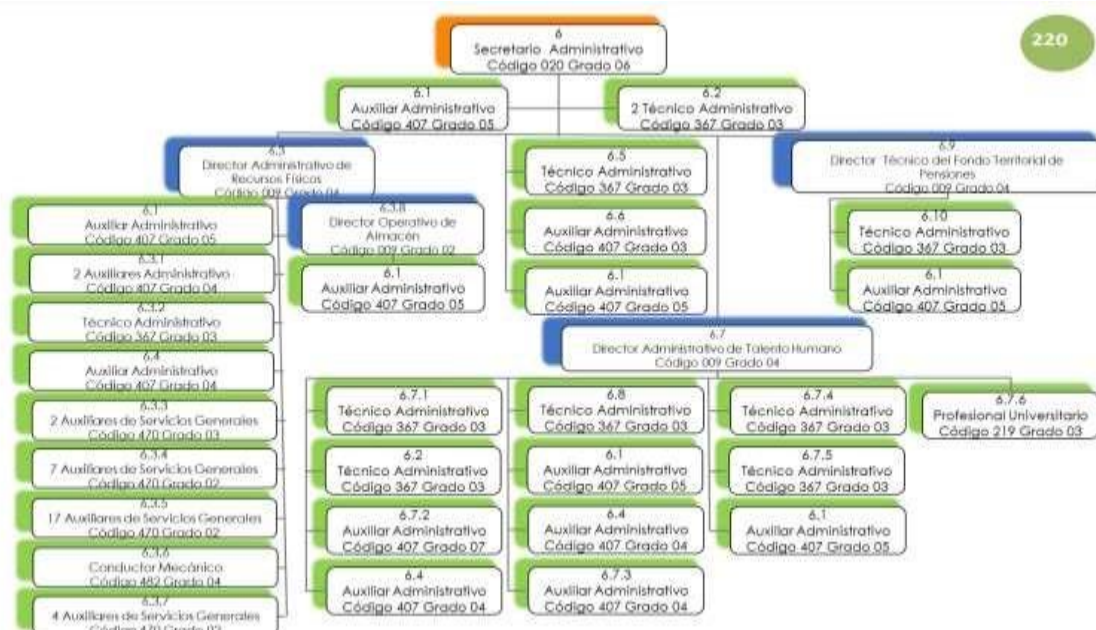 220
6
Secretario Administrativo
Código 020 Grado 06
6.1
Auxiliar Administrativo
Código 407 Grado 05
6.2
2 Técnico Administrativo
Código 367 Grado 03
6.3
Director Administrativo de
Recursos Físicos
Código 009 Grado 04
6.1
Auxiliar Administrativo
Código 407 Grado 05
6.3.1
2 Auxiliares Administrativo
Código 407 Grado 04
6.3.2
Técnico Administrativo
Código 367 Grado 03
6.4
Auxiliar Administrativo
Código 407 Grado 04
6.3.3
2 Auxiliares de Servicios Generales
Código 470 Grado 03
6.3.4
7 Auxiliares de Servicios Generales
Código 470 Grado 02
6.3.5
17 Auxiliares de Servicios Generales
Código 470 Grado 02
6.3.6
Conductor Mecánico
Código 482 Grado 04
6.3.7
4 Auxiliares de Servicios Generales
Código 470 Grado
6.3.8
Director Operativo de
Almacén
Código 009 Grado 02
6.1
Auxiliar Administrativo
Código 407 Grado 05
6.5
Técnico Administrativo
Código 367 Grado 03
6.6
Auxiliar Administrativo
Código 407 Grado 03
6.1
Auxiliar Administrativo
Código 407 Grado 05
6.9
Director Técnico del Fondo Territorial de
Pensiones
Código 009 Grado 04
6.10
Técnico Administrativo
Código 367 Grado 03
6.1
Auxiliar Administrativo
Código 407 Grado 05
6.7
Director Administrativo de Talento Humano
Código 009 Grado 04
6.7.1
Técnico Administrativo
Código 367 Grado 03
6.2
Técnico Administrativo
Código 367 Grado 03
6.7.2
Auxiliar Administrativo
Código 407 Grado 07
6.4
Auxiliar Administrativo
Código 407 Grado 04
6.8
Técnico Administrativo
Código 367 Grado 03
6.1
Auxiliar Administrativo
Código 407 Grado 05
6.4
Auxiliar Administrativo
Código 407 Grado 04
6.7.3
Auxiliar Administrativo
Código 407 Grado 04
6.7.4
Técnico Administrativo
Código 367 Grado 03
6.7.5
Técnico Administrativo
Código 367 Grado 03
6.1
Auxiliar Administrativo
Código 407 Grado 05
6.7.6
Profesional Universitario
Código 219 Grado 03